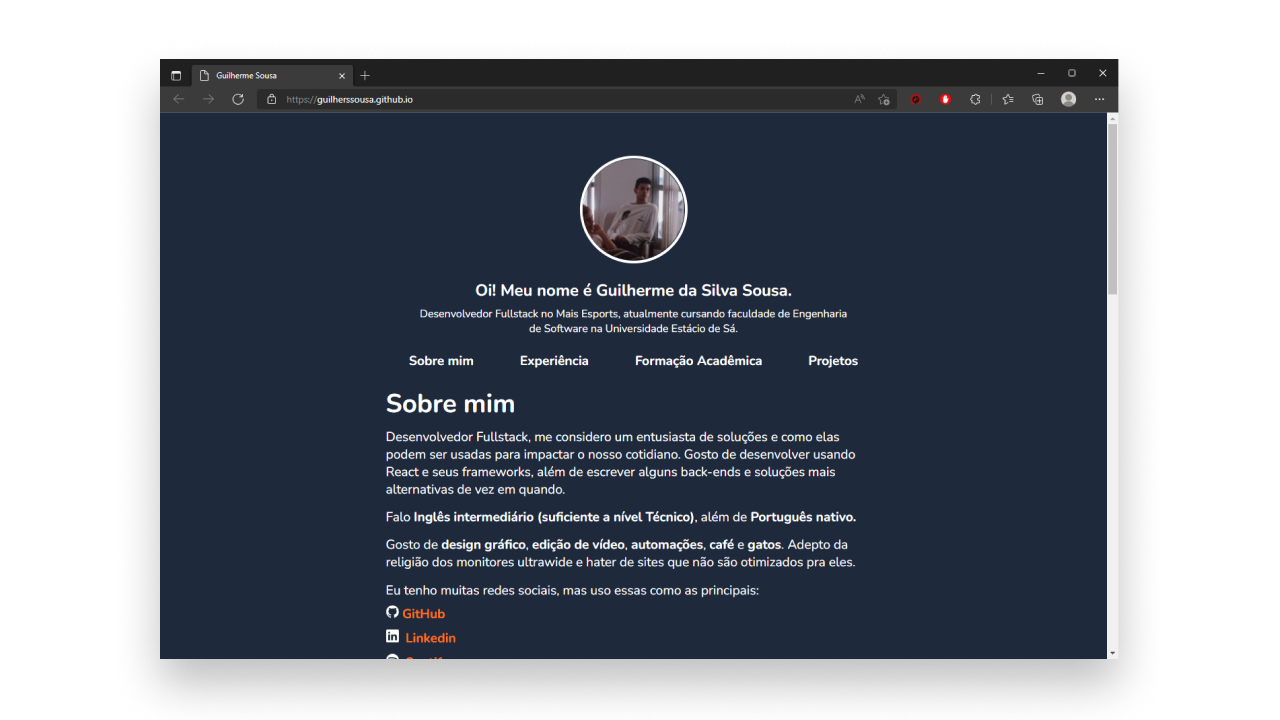 Guilherme Sousa
https://guilherssousa.github.io
Oi! Meu nome é Guilherme da Silva Sousa.
Desenvolvedor Fullstack no Mais Esports, atualmente cursando faculdade de Engenharia
de Software na Universidade Estácio de Sá.
Sobre mim Experiência Formação Acadêmica Projetos
Sobre mim
Desenvolvedor Fullstack, me considero um entusiasta de soluções e como elas
podem ser usadas para impactar o nosso cotidiano. Gosto de desenvolver usando
React e seus frameworks, além de escrever alguns back-ends e soluções mais
alternativas de vez em quando.
Falo Inglês intermediário (suficiente a nível Técnico), além de Português nativo.
Gosto de design gráfico, edição de vídeo, automações, café e gatos. Adepto da
religião dos monitores ultrawide e hater de sites que não são otimizados pra eles.
Eu tenho muitas redes sociais, mas uso essas como as principais:
GitHub
Linkedin